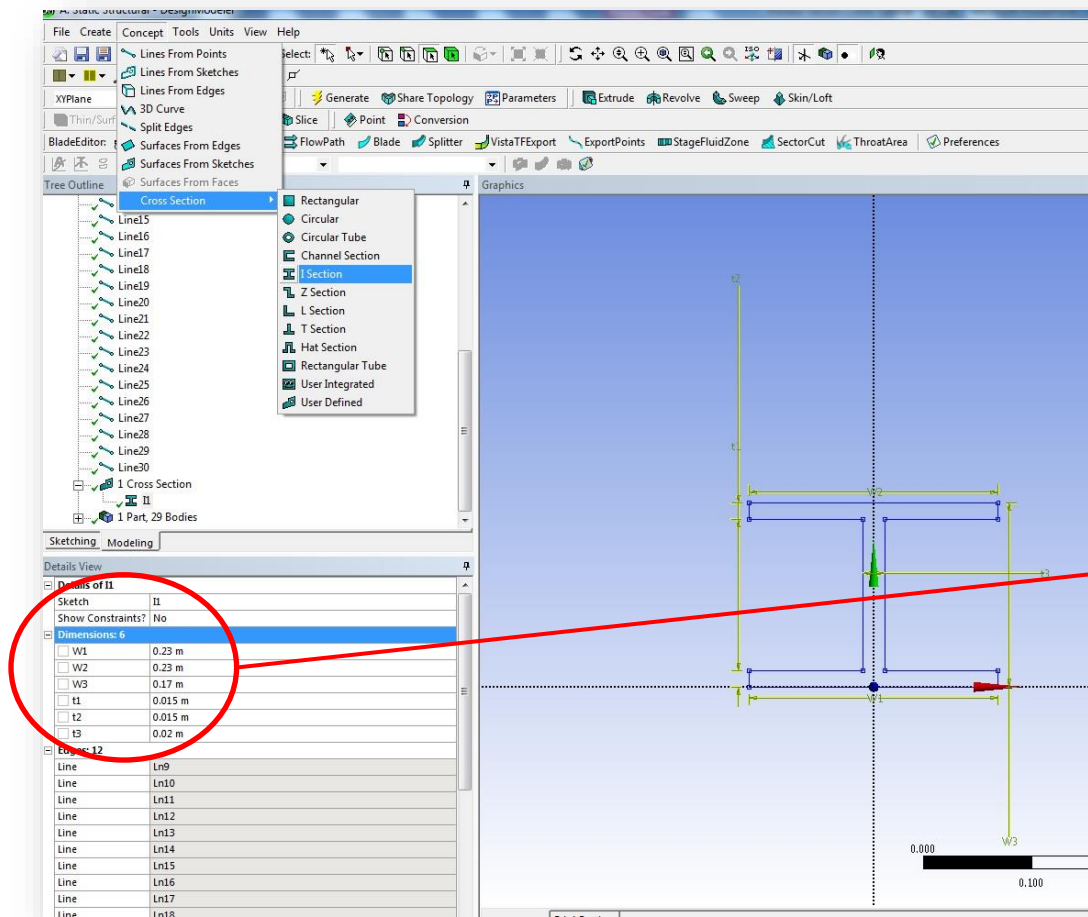 A: Static Structural - DesignModeler
File Create Concept Tools Units View Help
Lines From Points
Select:
Lines From Sketches
Lines From Edges
XYPlane
Generate Share Topology Parameters Extrude Revolve Sweep Skin/Loft
3D Curve
Thin/Surf
Slice Point Conversion
Split Edges
BladeEditor:
FlowPath Blade Splitter VistaTFExport ExportPoints StageFluidZone SectorCut ThroatArea Preferences
Surfaces From Edges
Surfaces From Sketches
Surfaces From Faces
Cross Section
Rectangular
Circular
Circular Tube
Channel Section
I Section
Z Section
L Section
T Section
Hat Section
Rectangular Tube
User Integrated
User Defined
Tree Outline
Line15
Line16
Line17
Line18
Line19
Line20
Line21
Line22
Line23
Line24
Line25
Line26
Line27
Line28
Line29
Line30
1 Cross Section
I1
1 Part, 29 Bodies
Sketching Modeling
Details View
Details of I1
Sketch I1
Show Constraints? No
Dimensions: 6
W1 0.23 m
W2 0.23 m
W3 0.17 m
t1 0.015 m
t2 0.015 m
t3 0.02 m
Edges: 12
Line Ln9
Line Ln10
Line Ln11
Line Ln12
Line Ln13
Line Ln14
Line Ln15
Line Ln16
Line Ln17
Line Ln18
Graphics
t2
W2
t3
W1
W3
0.000
0.100